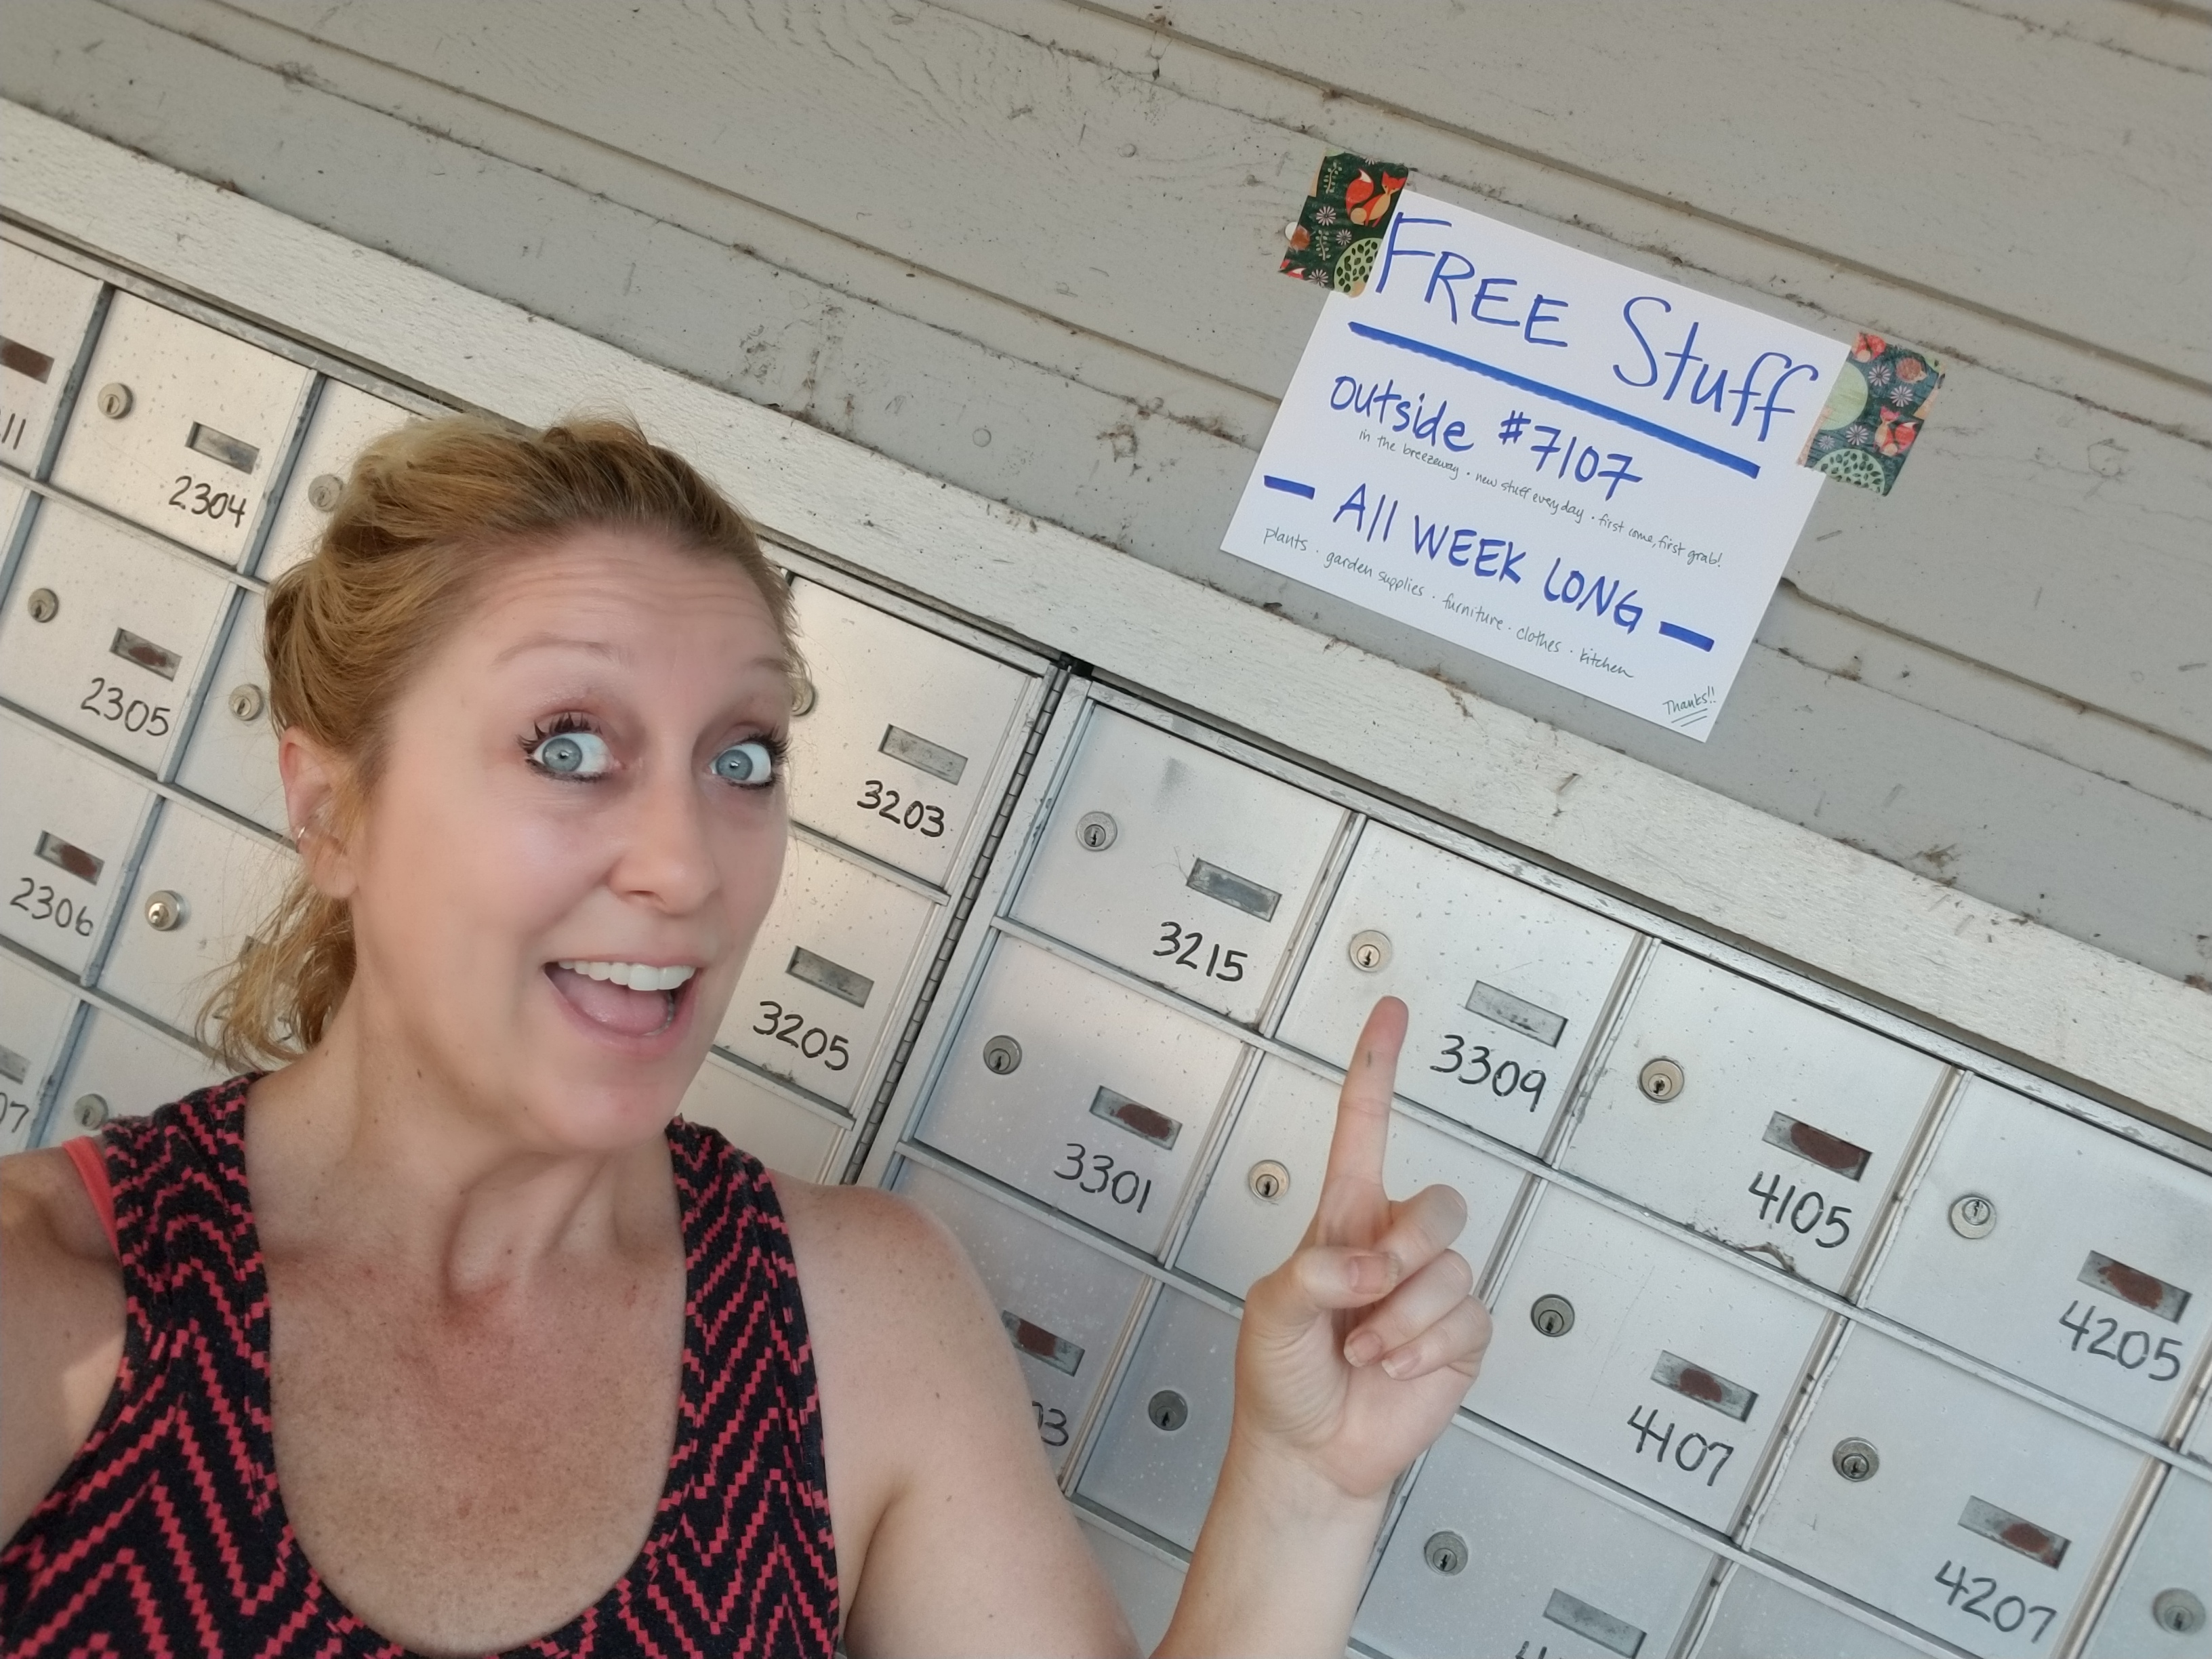 FREE Stuff
outside #7107
in the breezeway · new stuff every day · first come, first grab!
— All WEEK LONG —
plants · garden supplies · furniture · clothes · kitchen
Thanks!!
2304
2305
2306
3203
3205
3215
3301
3309
4105
4107
4205
4207